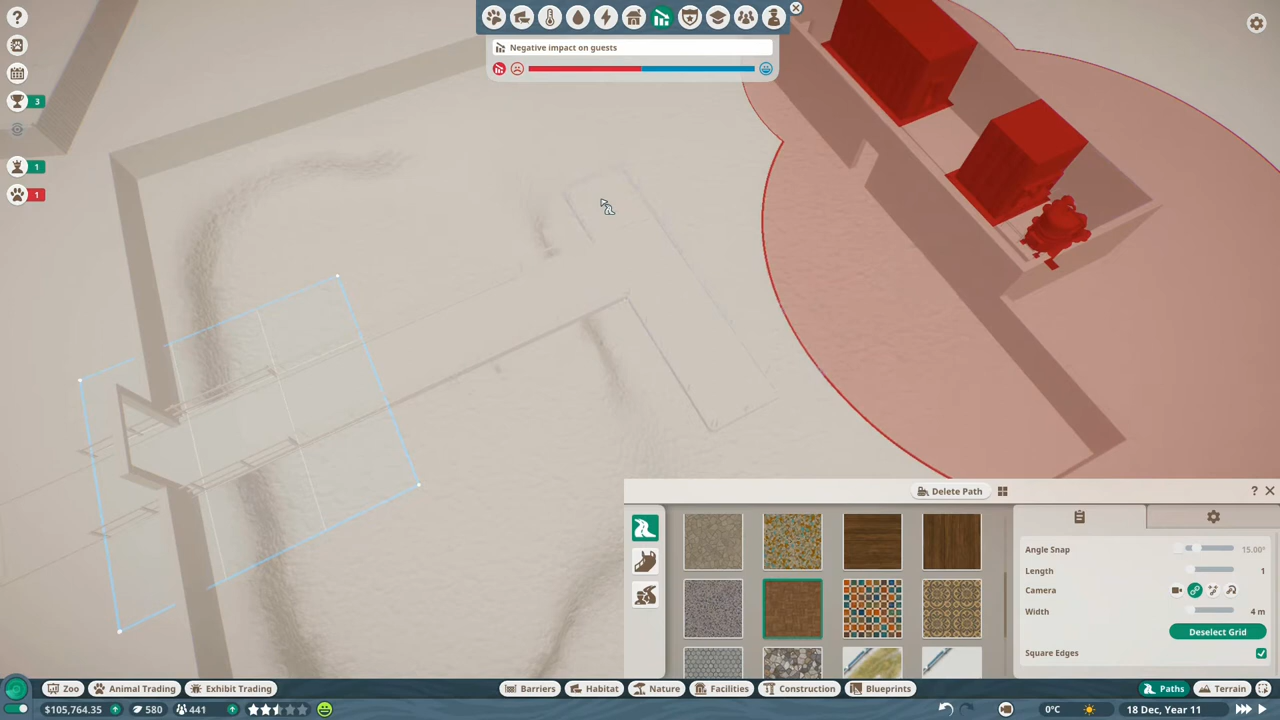 Negative impact on guests
3
1
1
Delete Path
Angle Snap 15.00°
Length 1
Camera
Width 4 m
Deselect Grid
Square Edges
Zoo Animal Trading Exhibit Trading Barriers Habitat Nature Facilities Construction Blueprints Paths Terrain
$105,764.35 580 441 0°C 18 Dec, Year 11